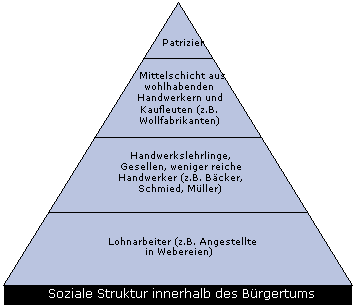 Patrizier
Mittelschicht aus
wohlhabenden
Handwerkern und
Kaufleuten (z.B.
Wollfabrikanten)
Handwerkslehrlinge,
Gesellen, weniger reiche
Handwerker (z.B. Bäcker,
Schmied, Müller)
Lohnarbeiter (z.B. Angestellte
in Webereien)
Soziale Struktur innerhalb des Bürgertums